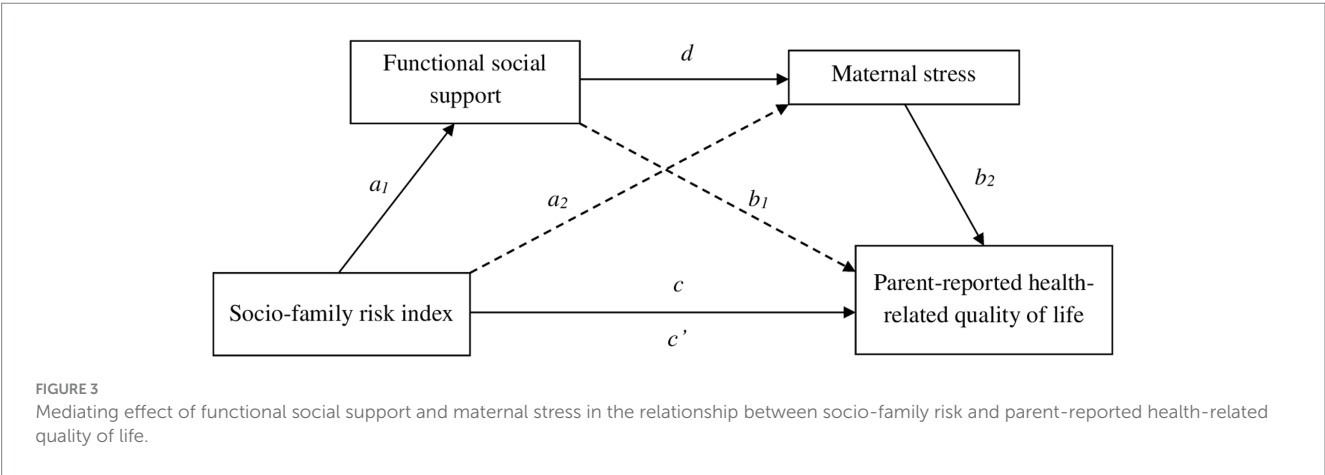 Functional social
support
d
Maternal stress
a1
a2
b1
b2
Socio-family risk index
c
c’
Parent-reported health-
related quality of life
FIGURE 3
Mediating effect of functional social support and maternal stress in the relationship between socio-family risk and parent-reported health-related
quality of life.